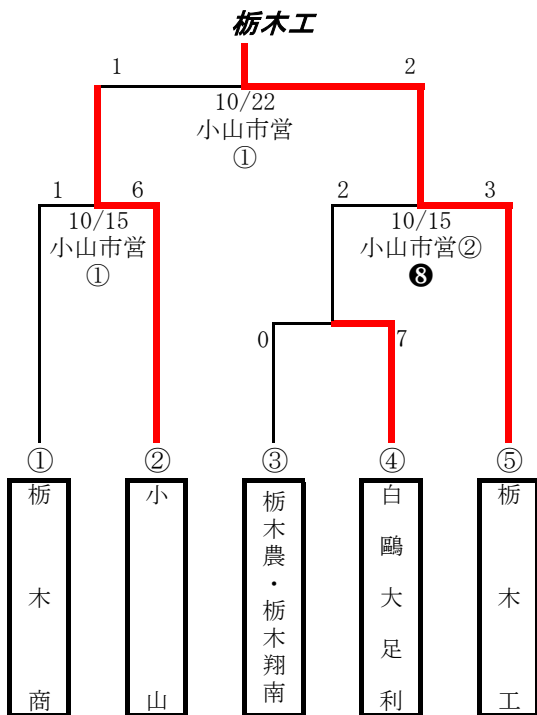 栃木工
1 2
10/22
小山市営
①
1 6 2 3
10/15 10/15
小山市営 小山市営②
① ❽
0 7
① ② ③ ④ ⑤
栃木商
小山
栃木農・栃木翔南
白鷗大足利
栃木工